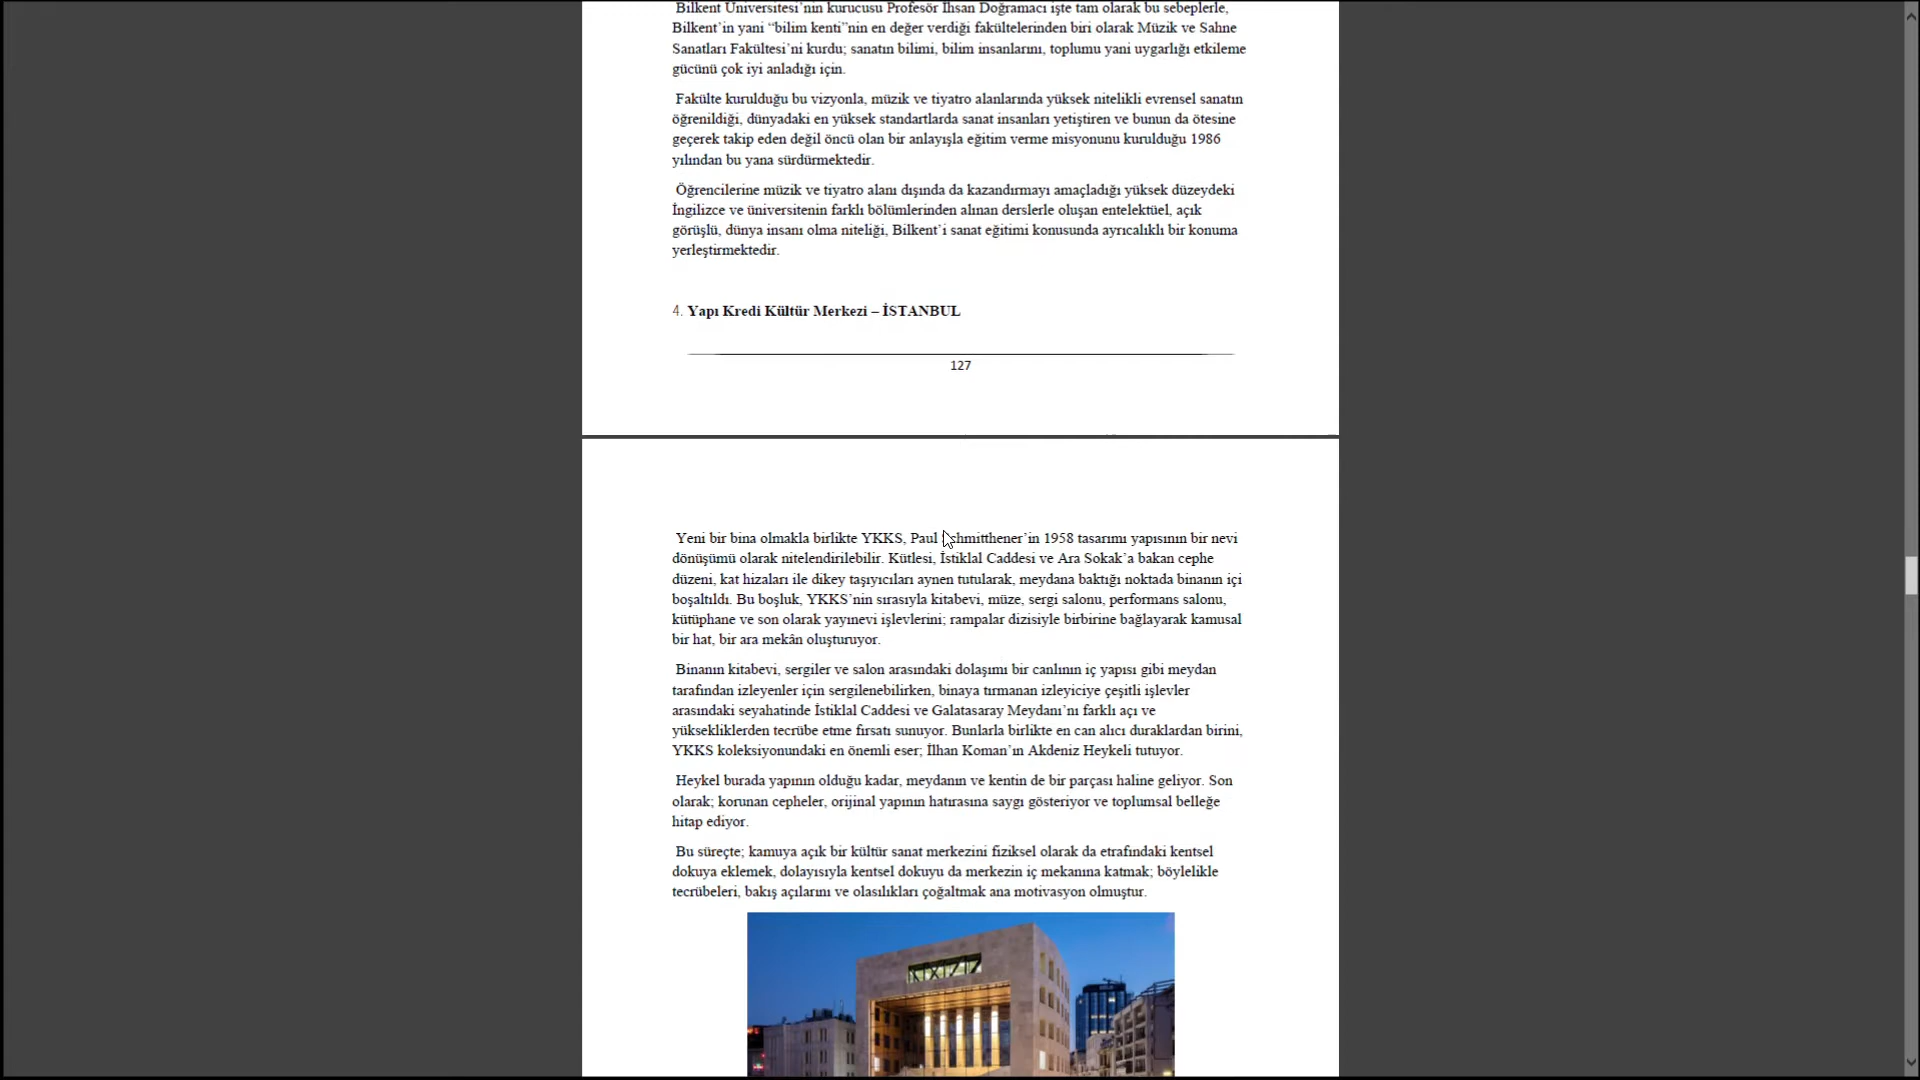 Bilkent Üniversitesi’nin kurucusu Profesör İhsan Doğramacı işte tam olarak bu sebeplerle,
Bilkent’in yani “bilim kenti”nin en değer verdiği fakültelerinden biri olarak Müzik ve Sahne
Sanatları Fakültesi’ni kurdu; sanatın bilimi, bilim insanlarını, toplumu yani uygarlığı etkileme
gücünü çok iyi anladığı için.
Fakülte kurulduğu bu vizyonla, müzik ve tiyatro alanlarında yüksek nitelikli evrensel sanatın
öğrenildiği, dünyadaki en yüksek standartlarda sanat insanları yetiştiren ve bunun da ötesine
geçerek takip eden değil öncü olan bir anlayışla eğitim verme misyonunu kurulduğu 1986
yılından bu yana sürdürmektedir.
Öğrencilerine müzik ve tiyatro alanı dışında da kazandırmayı amaçladığı yüksek düzeydeki
İngilizce ve üniversitenin farklı bölümlerinden alınan derslerle oluşan entelektüel, açık
görüşlü, dünya insanı olma niteliği, Bilkent’i sanat eğitimi konusunda ayrıcalıklı bir konuma
yerleştirmektedir.
4. Yapı Kredi Kültür Merkezi – İSTANBUL
127
Yeni bir bina olmakla birlikte YKKS, Paul Schmitthener’in 1958 tasarımı yapısının bir nevi
dönüşümü olarak nitelendirilebilir. Kütlesi, İstiklal Caddesi ve Ara Sokak’a bakan cephe
düzeni, kat hizaları ile dikey taşıyıcıları aynen tutularak, meydana baktığı noktada binanın içi
boşaltıldı. Bu boşluk, YKKS’nin sırasıyla kitabevi, müze, sergi salonu, performans salonu,
kütüphane ve son olarak yayınevi işlevlerini; rampalar dizisiyle birbirine bağlayarak kamusal
bir hat, bir ara mekân oluşturuyor.
Binanın kitabevi, sergiler ve salon arasındaki dolaşımı bir canlının iç yapısı gibi meydan
tarafından izleyenler için sergilenebilirken, binaya tırmanan izleyiciye çeşitli işlevler
arasındaki seyahatinde İstiklal Caddesi ve Galatasaray Meydanı’nı farklı açı ve
yüksekliklerden tecrübe etme fırsatı sunuyor. Bunlarla birlikte en can alıcı duraklardan birini,
YKKS koleksiyonundaki en önemli eser; İlhan Koman’ın Akdeniz Heykeli tutuyor.
Heykel burada yapının olduğu kadar, meydanın ve kentin de bir parçası haline geliyor. Son
olarak; korunan cepheler, orijinal yapının hatırasına saygı gösteriyor ve toplumsal belleğe
hitap ediyor.
Bu süreçte; kamuya açık bir kültür sanat merkezini fiziksel olarak da etrafındaki kentsel
dokuya eklemek, dolayısıyla kentsel dokuyu da merkezin iç mekanına katmak; böylelikle
tecrübeleri, bakış açılarını ve olasılıkları çoğaltmak ana motivasyon olmuştur.